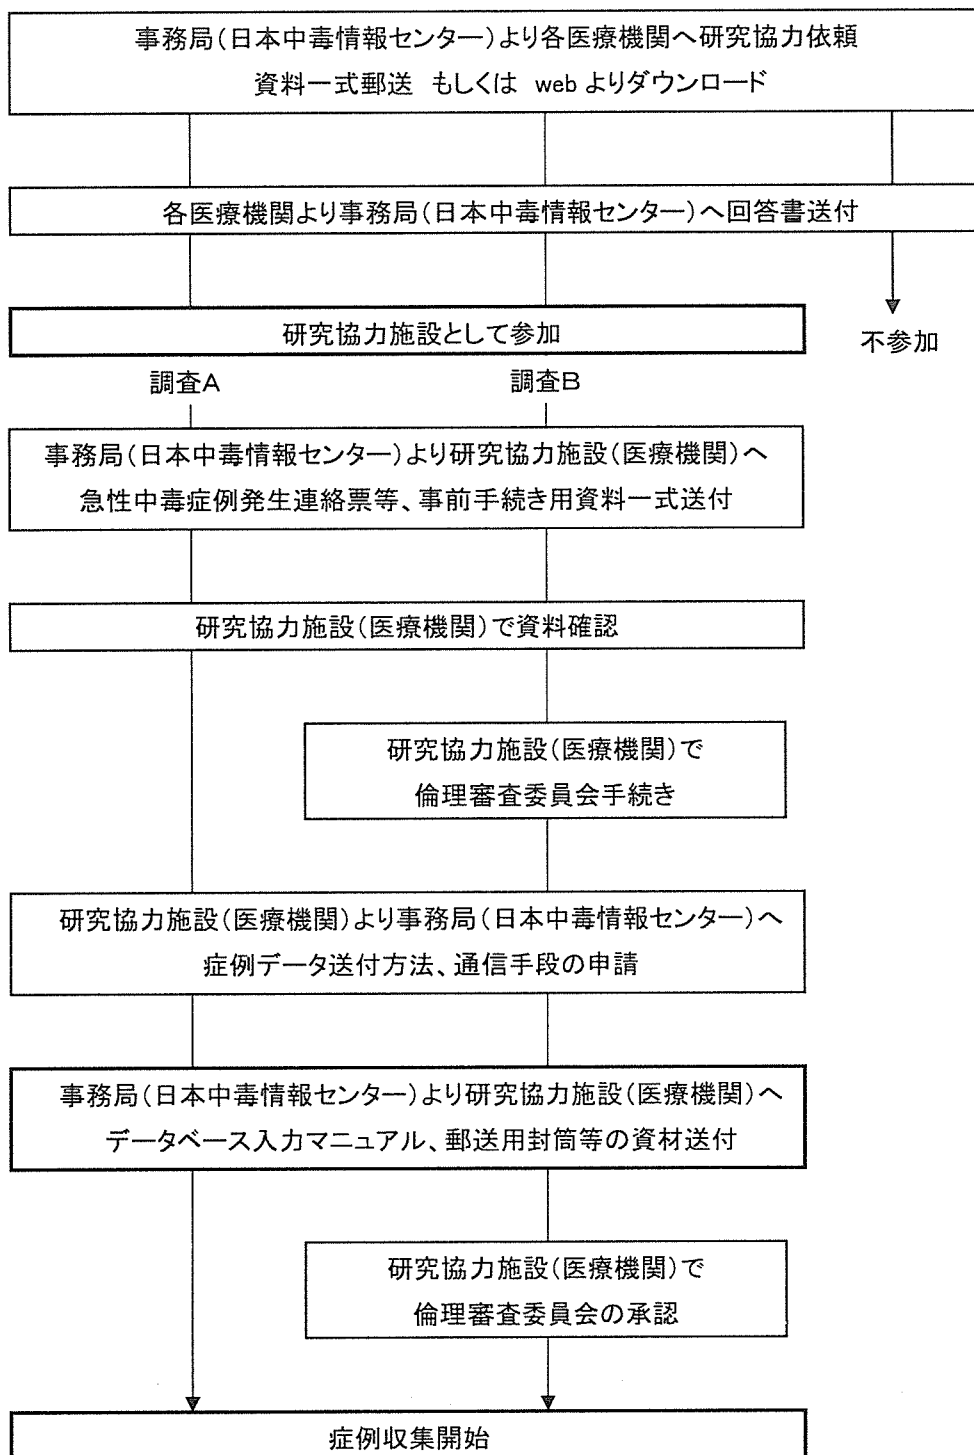 事務局(日本中毒情報センター)より各医療機関へ研究協力依頼
資料一式郵送 もしくは web よりダウンロード
各医療機関より事務局(日本中毒情報センター)へ回答書送付
研究協力施設として参加
不参加
調査A
調査B
事務局(日本中毒情報センター)より研究協力施設(医療機関)へ
急性中毒症例発生連絡票等、事前手続き用資料一式送付
研究協力施設(医療機関)で資料確認
研究協力施設(医療機関)で
倫理審査委員会手続き
研究協力施設(医療機関)より事務局(日本中毒情報センター)へ
症例データ送付方法、通信手段の申請
事務局(日本中毒情報センター)より研究協力施設(医療機関)へ
データベース入力マニュアル、郵送用封筒等の資材送付
研究協力施設(医療機関)で
倫理審査委員会の承認
症例収集開始